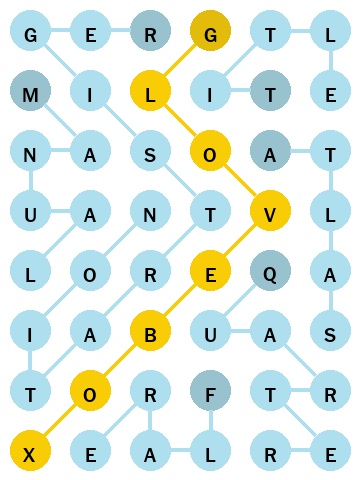 G E R G T L
M I L I T E
N A S O A T
U A N T V L
L O R E Q A
I A B U A S
T O R F T R
X E A L R E